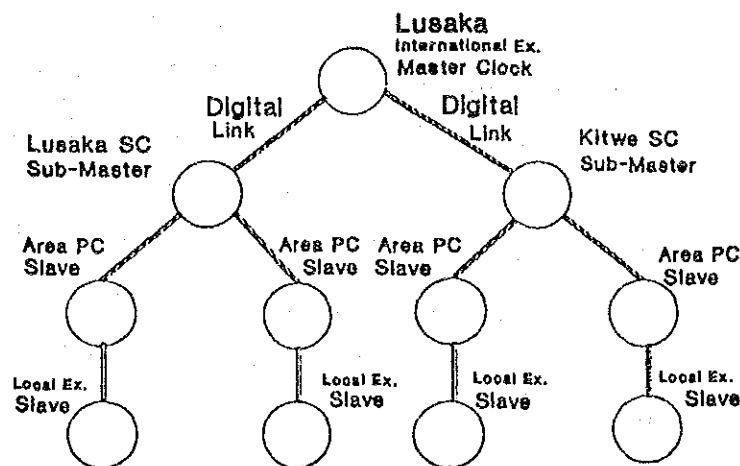 Lusaka
International Ex.
Master Clock
Digital
Link
Digital
Link
Lusaka SC
Sub-Master
Kitwe SC
Sub-Master
Area PC
Slave
Area PC
Slave
Area PC
Slave
Area PC
Slave
Local Ex.
Slave
Local Ex.
Slave
Local Ex.
Slave
Local Ex.
Slave